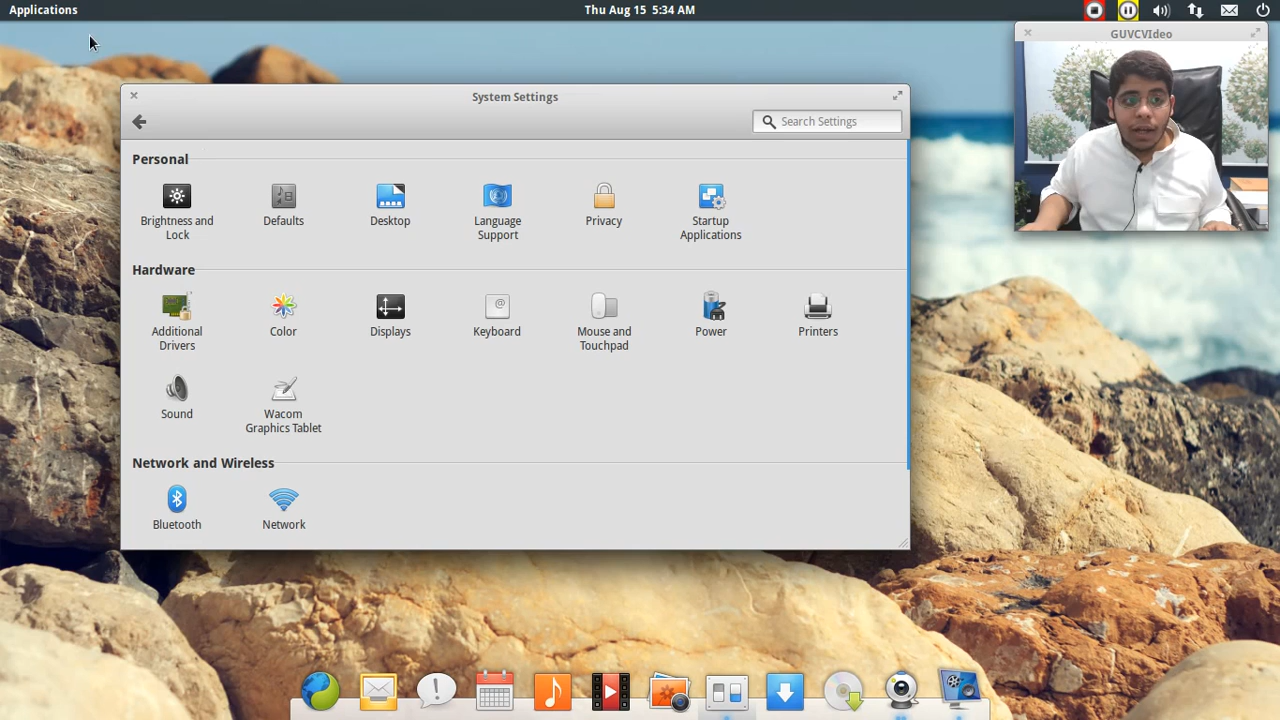 Applications
Thu Aug 15 5:34 AM
GUVCVIdeo
System Settings
Search Settings
Personal
Brightness and
Lock
Defaults
Desktop
Language
Support
Privacy
Startup
Applications
Hardware
Additional
Drivers
Color
Displays
Keyboard
Mouse and
Touchpad
Power
Printers
Sound
Wacom
Graphics Tablet
Network and Wireless
Bluetooth
Network